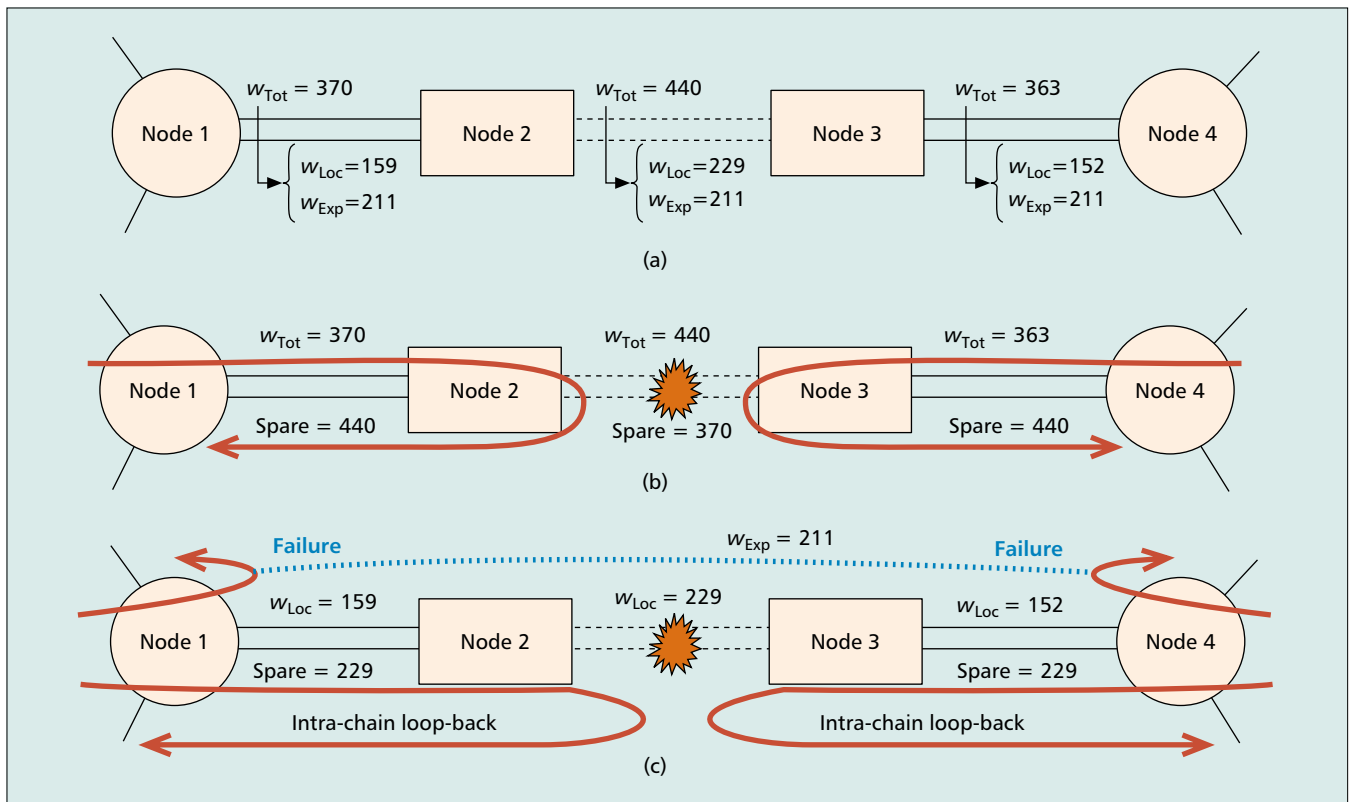 w_Tot = 370
w_Tot = 440
w_Tot = 363
Node 1
Node 2
Node 3
Node 4
w_Loc=159
w_Exp=211
w_Loc=229
w_Exp=211
w_Loc=152
w_Exp=211
(a)
w_Tot = 370
w_Tot = 440
w_Tot = 363
Node 1
Node 2
Node 3
Node 4
Spare = 440
Spare = 370
Spare = 440
(b)
Failure
w_Exp = 211
Failure
w_Loc = 159
w_Loc = 229
w_Loc = 152
Node 1
Node 2
Node 3
Node 4
Spare = 229
Spare = 229
Intra-chain loop-back
Intra-chain loop-back
(c)